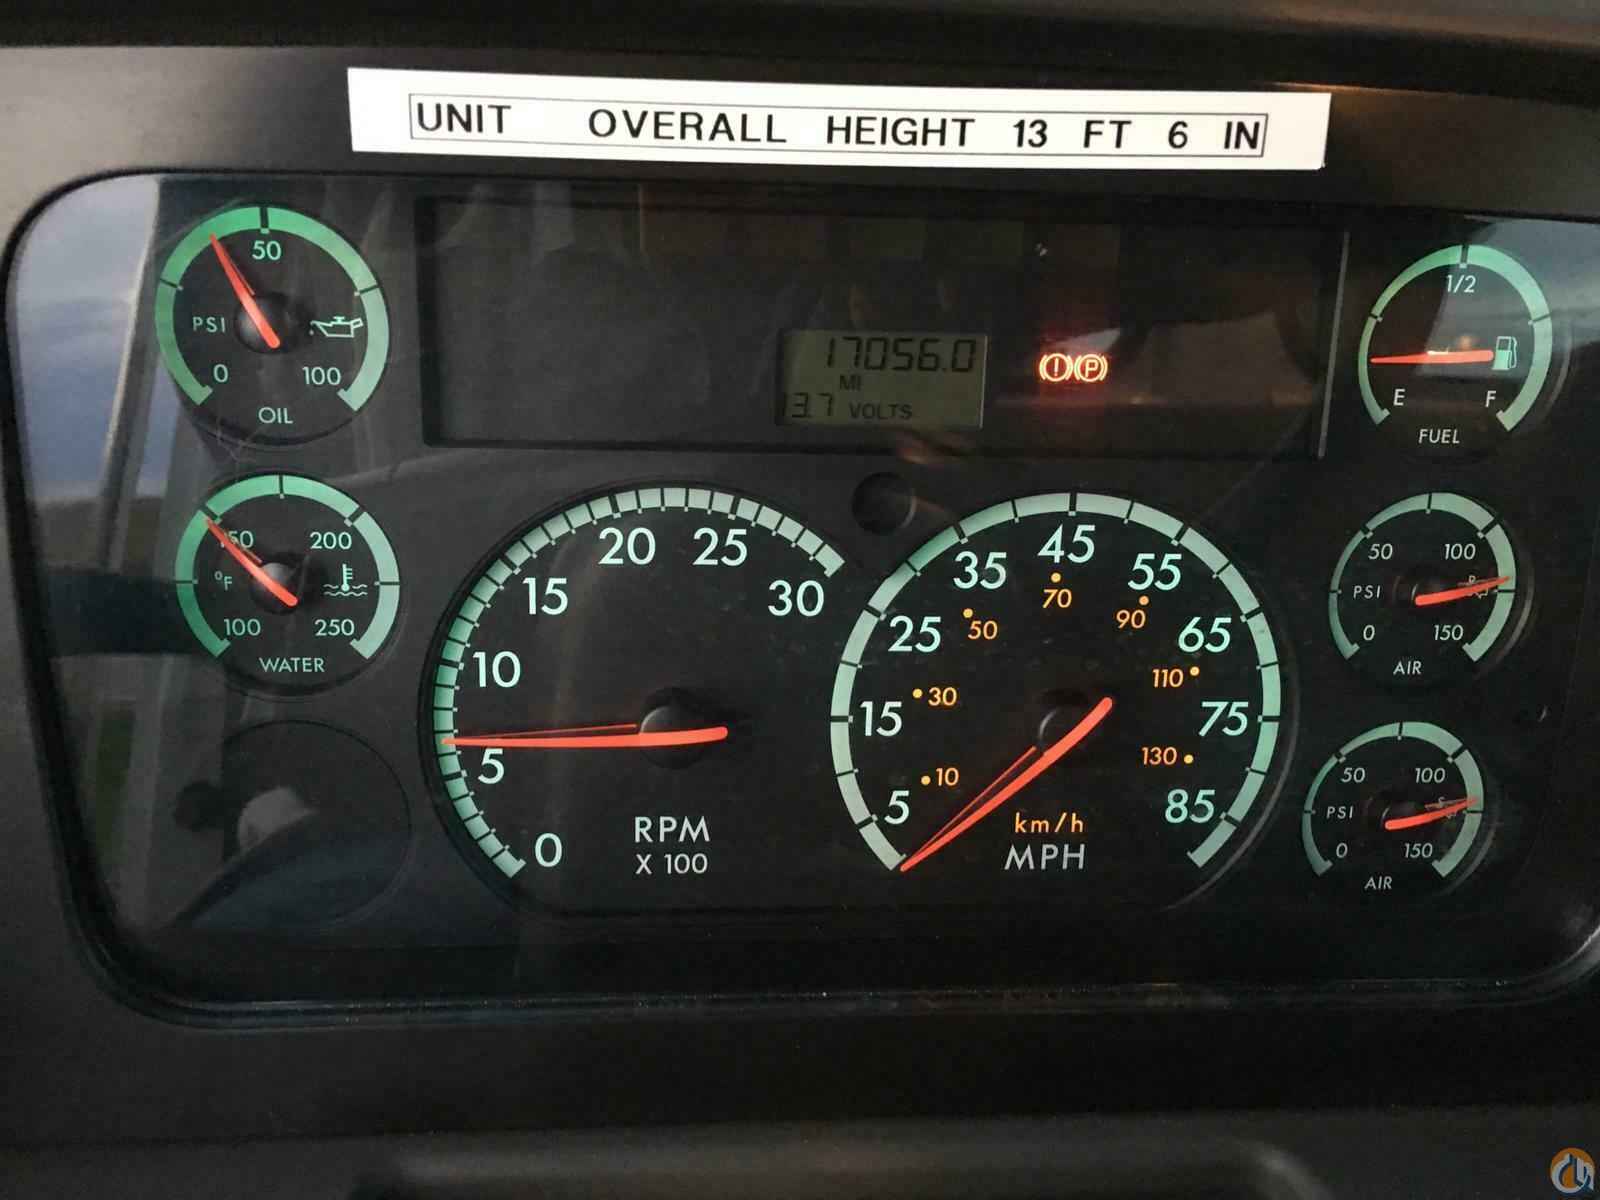 UNIT OVERALL HEIGHT 13 FT 6 IN
50
PSI
0 100
OIL
17056.0
MI
13.7 VOLTS
(!) (P)
1/2
E F
FUEL
150 200
°F
100 250
WATER
0 5 10 15 20 25 30
RPM
X 100
5 15 25 35 45 55 65 75 85
10 30 50 70 90 110 130
km/h
MPH
50 100
PSI
0 150
AIR
50 100
PSI
0 150
AIR